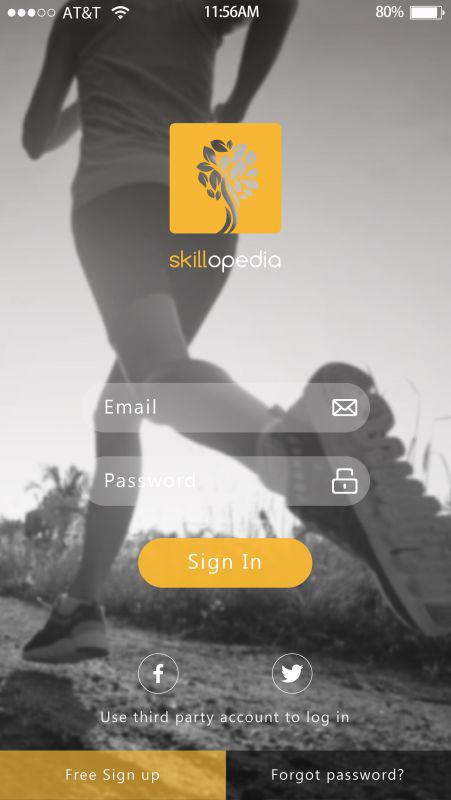 AT&T 11:56AM 80%
skillopedia
Email
Password
Sign In
Use third party account to log in
Free Sign up Forgot password?